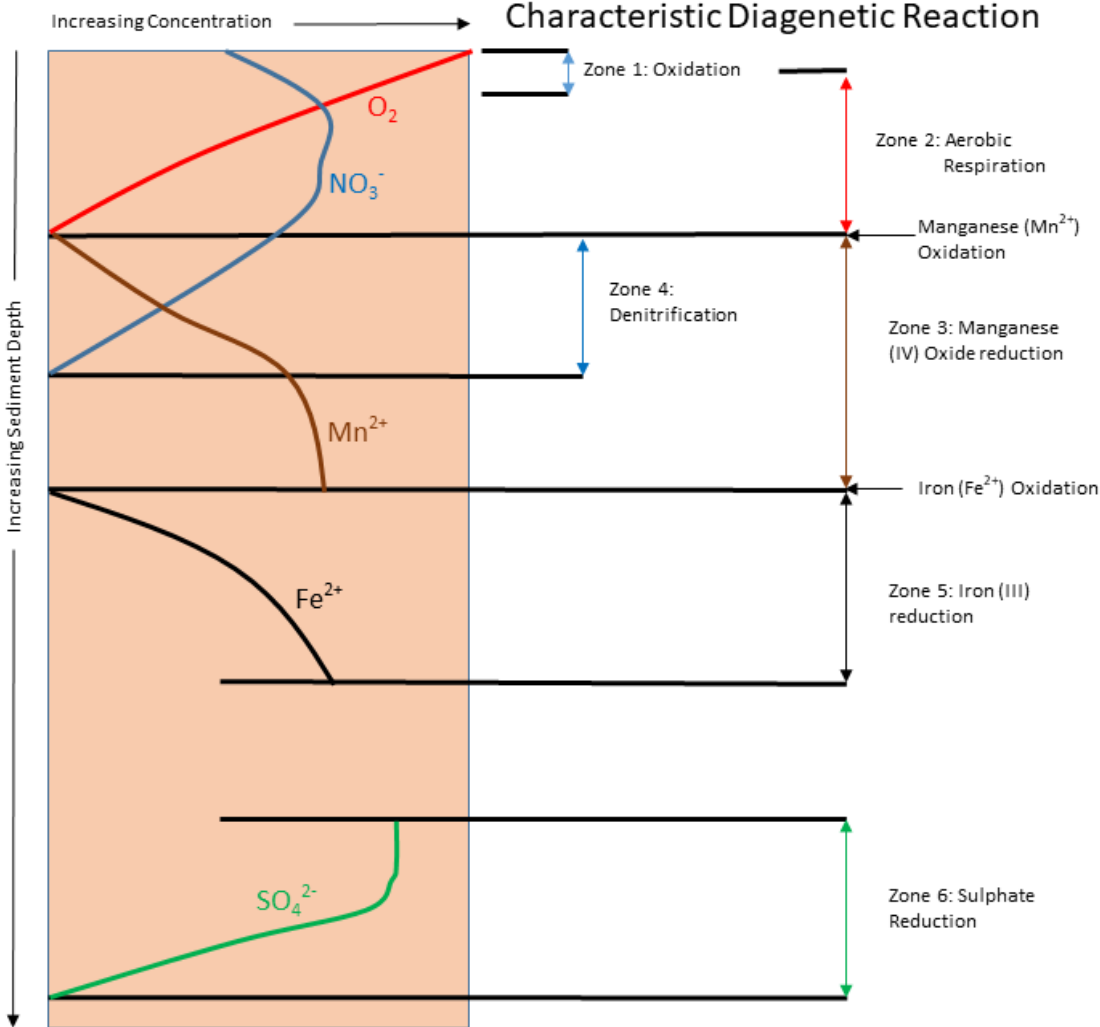 Increasing Concentration
Characteristic Diagenetic Reaction
Zone 1: Oxidation
O₂
Zone 2: Aerobic
Respiration
NO₃⁻
Manganese (Mn²⁺)
Oxidation
Zone 4:
Denitrification
Zone 3: Manganese
(IV) Oxide reduction
Increasing Sediment Depth
Mn²⁺
Iron (Fe²⁺) Oxidation
Fe²⁺
Zone 5: Iron (III)
reduction
SO₄²⁻
Zone 6: Sulphate
Reduction